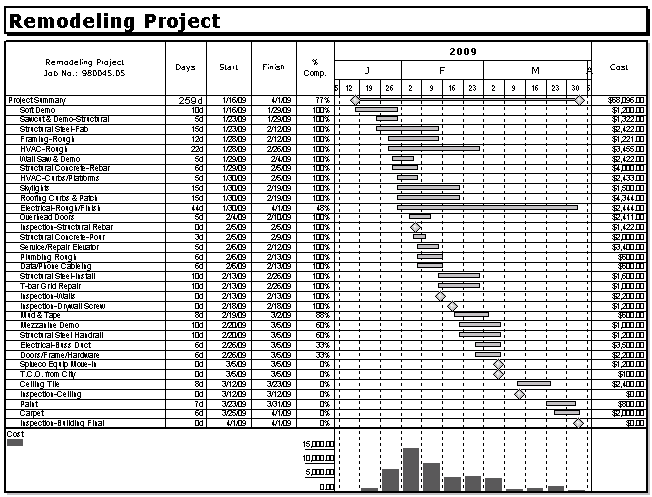 Remodeling Project
Remodeling Project
Job No.: 980045.05
Days
Start
Finish
%
Comp.
2009
J F M A
5 12 19 26 2 9 16 23 2 9 16 23 30 6
Cost
Project Summary 259d 1/16/09 4/1/09 77% $68,096.00
Soft Demo 10d 1/16/09 1/29/09 100% $1,200.00
Sawcut & Demo-Structural 5d 1/23/09 1/29/09 100% $1,322.00
Structural Steel-Fab 15d 1/23/09 2/12/09 100% $2,422.00
Framing-Rough 12d 1/28/09 2/12/09 100% $1,221.00
HVAC-Rough 22d 1/28/09 2/26/09 100% $3,455.00
Wall Saw & Demo 5d 1/29/09 2/4/09 100% $2,422.00
Structural Concrete-Rebar 6d 1/29/09 2/5/09 100% $4,000.00
HVAC-Curbs/Platforms 5d 1/30/09 2/5/09 100% $2,433.00
Skylights 15d 1/30/09 2/19/09 100% $1,500.00
Roofing Curbs & Patch 15d 1/30/09 2/19/09 100% $4,344.00
Electrical-Rough/Finish 44d 1/30/09 4/1/09 48% $2,444.00
Overhead Doors 5d 2/4/09 2/10/09 100% $2,411.00
Inspection-Structural Rebar 0d 2/5/09 2/5/09 100% $1,422.00
Structural Concrete-Pour 3d 2/5/09 2/9/09 100% $2,000.00
Service/Repair Elevator 5d 2/6/09 2/12/09 100% $3,400.00
Plumbing Rough 6d 2/6/09 2/13/09 100% $600.00
Data/Phone Cabeling 6d 2/6/09 2/13/09 100% $600.00
Structural Steel-Install 10d 2/13/09 2/26/09 100% $1,600.00
T-bar Grid Repair 10d 2/13/09 2/26/09 100% $1,000.00
Inspection-Walls 0d 2/13/09 2/13/09 100% $2,200.00
Inspection-Drywall Screw 0d 2/18/09 2/18/09 100% $1,200.00
Mud & Tape 8d 2/19/09 3/2/09 88% $600.00
Mezzanine Demo 10d 2/20/09 3/5/09 60% $1,000.00
Structural Steel Handrail 10d 2/20/09 3/5/09 60% $1,200.00
Electrical-Buss Duct 6d 2/26/09 3/5/09 33% $3,500.00
Doors/Frame/Hardware 6d 2/26/09 3/5/09 33% $2,200.00
Equip Move-In 0d 3/5/09 3/5/09 0% $1,200.00
T.C.O. from City 0d 3/5/09 3/5/09 0% $100.00
Ceiling Tile 8d 3/12/09 3/23/09 0% $2,400.00
Inspection-Ceiling 0d 3/12/09 3/12/09 0% $0.00
Paint 7d 3/23/09 3/31/09 0% $800.00
Carpet 6d 3/25/09 4/1/09 0% $2,000.00
Inspection-Building Final 0d 4/1/09 4/1/09 0% $0.00
Cost
15,000.00
10,000.00
5,000.00
0.00